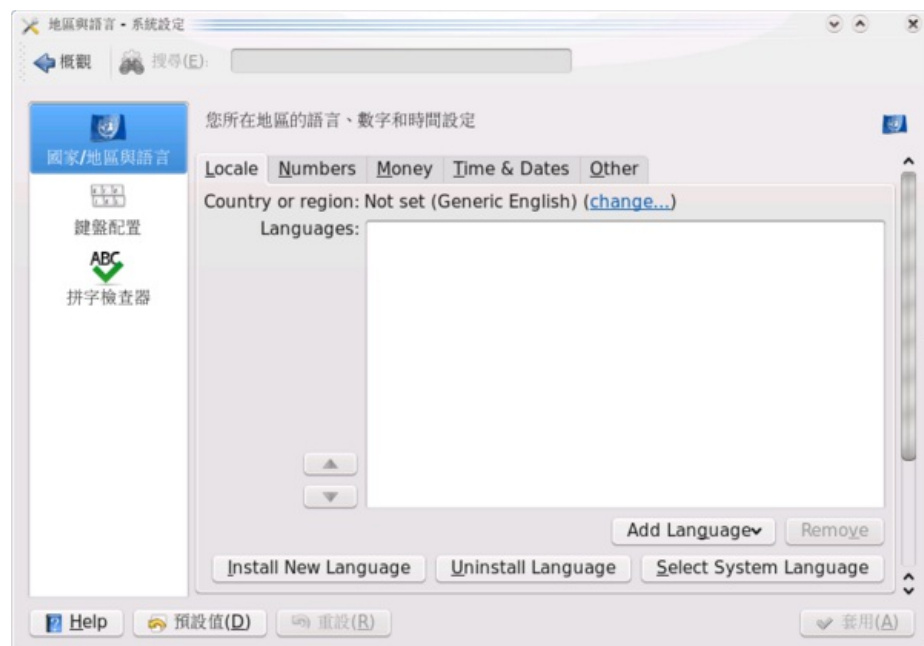 地區與語言 - 系統設定
概觀 搜尋(E):
您所在地區的語言、數字和時間設定
國家/地區與語言
鍵盤配置
ABC
拼字檢查器
Locale Numbers Money Time & Dates Other
Country or region: Not set (Generic English) (change...)
Languages:
Add Language Remove
Install New Language Uninstall Language Select System Language
Help 預設值(D) 重設(R) 套用(A)